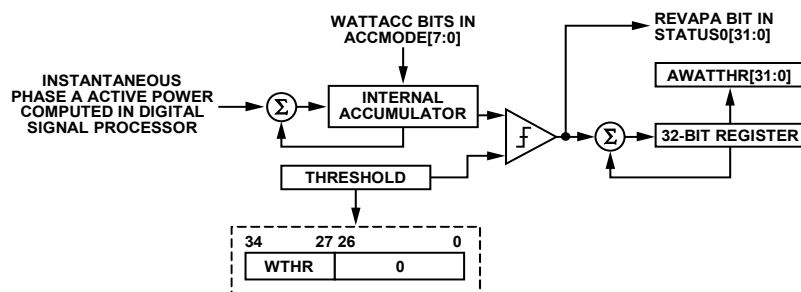 WATTACC BITS IN
ACCMODE[7:0]
REVAPA BIT IN
STATUS0[31:0]
INSTANTANEOUS
PHASE A ACTIVE POWER
COMPUTED IN DIGITAL
SIGNAL PROCESSOR
Σ
INTERNAL
ACCUMULATOR
AWATTHR[31:0]
Σ
32-BIT REGISTER
THRESHOLD
34 27 26 0
WTHR 0